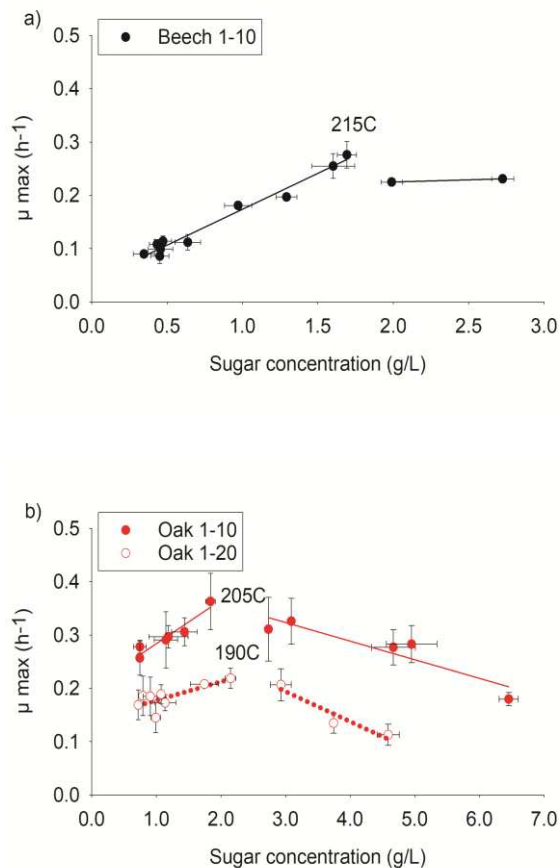 a)
Beech 1-10
0.5
0.4
0.3
0.2
0.1
0.0
µ max (h-1)
215C
0.0 0.5 1.0 1.5 2.0 2.5 3.0
Sugar concentration (g/L)
b)
Oak 1-10
Oak 1-20
0.5
0.4
0.3
0.2
0.1
0.0
µ max (h-1)
205C
190C
0.0 1.0 2.0 3.0 4.0 5.0 6.0 7.0
Sugar concentration (g/L)